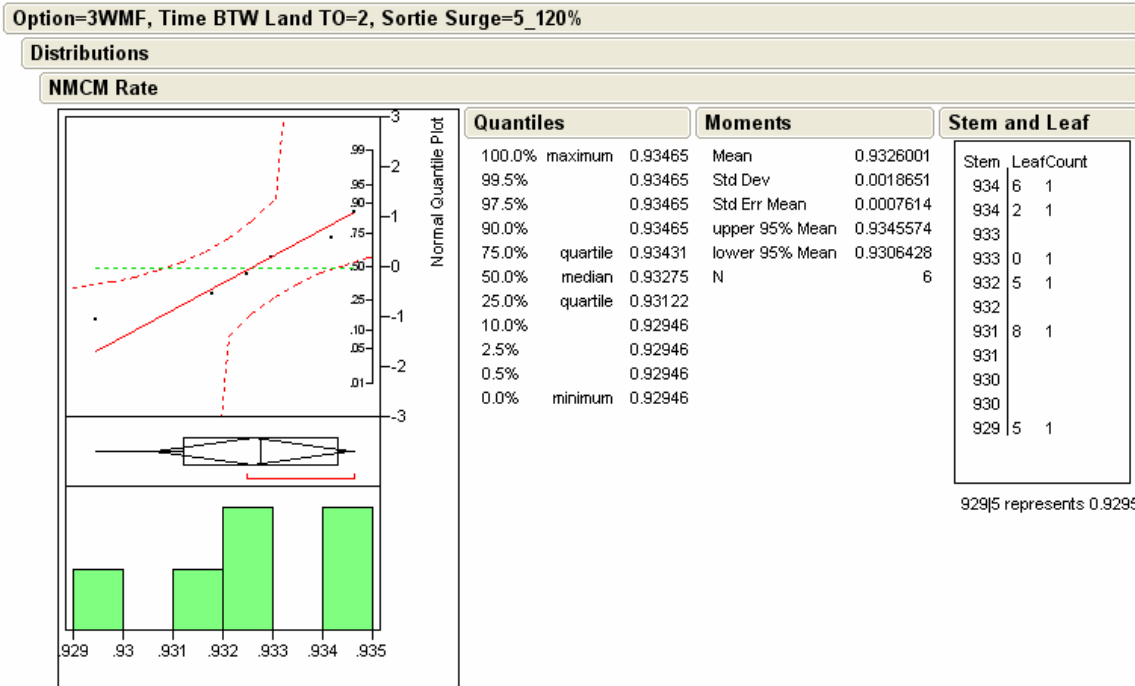 Option=3WMF, Time BTW Land TO=2, Sortie Surge=5_120%
Distributions
NMCM Rate
3
2
1
0
-1
-2
-3
.99
.95
.90
.75
.50
.25
.10
.05
.01
Normal Quantile Plot
.929 .93 .931 .932 .933 .934 .935
Quantiles
100.0% maximum 0.93465
99.5% 0.93465
97.5% 0.93465
90.0% 0.93465
75.0% quartile 0.93431
50.0% median 0.93275
25.0% quartile 0.93122
10.0% 0.92946
2.5% 0.92946
0.5% 0.92946
0.0% minimum 0.92946
Moments
Mean 0.9326001
Std Dev 0.0018651
Std Err Mean 0.0007614
upper 95% Mean 0.9345574
lower 95% Mean 0.9306428
N 6
Stem and Leaf
Stem Leaf Count
934 6 1
934 2 1
933
933 0 1
932 5 1
932
931 8 1
931
930
930
929 5 1
929|5 represents 0.9295